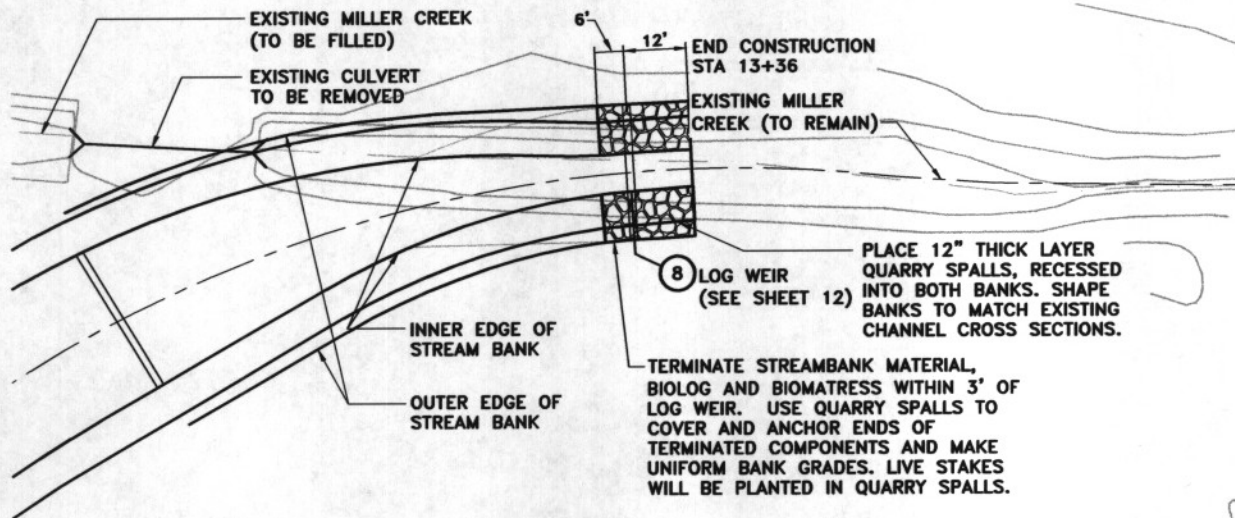 EXISTING MILLER CREEK
(TO BE FILLED)
EXISTING CULVERT
TO BE REMOVED
6'
12'
END CONSTRUCTION
STA 13+36
EXISTING MILLER
CREEK (TO REMAIN)
8
LOG WEIR
(SEE SHEET 12)
PLACE 12" THICK LAYER
QUARRY SPALLS, RECESSED
INTO BOTH BANKS. SHAPE
BANKS TO MATCH EXISTING
CHANNEL CROSS SECTIONS.
INNER EDGE OF
STREAM BANK
OUTER EDGE OF
STREAM BANK
TERMINATE STREAMBANK MATERIAL,
BIOLOG AND BIOMATRESS WITHIN 3' OF
LOG WEIR. USE QUARRY SPALLS TO
COVER AND ANCHOR ENDS OF
TERMINATED COMPONENTS AND MAKE
UNIFORM BANK GRADES. LIVE STAKES
WILL BE PLANTED IN QUARRY SPALLS.